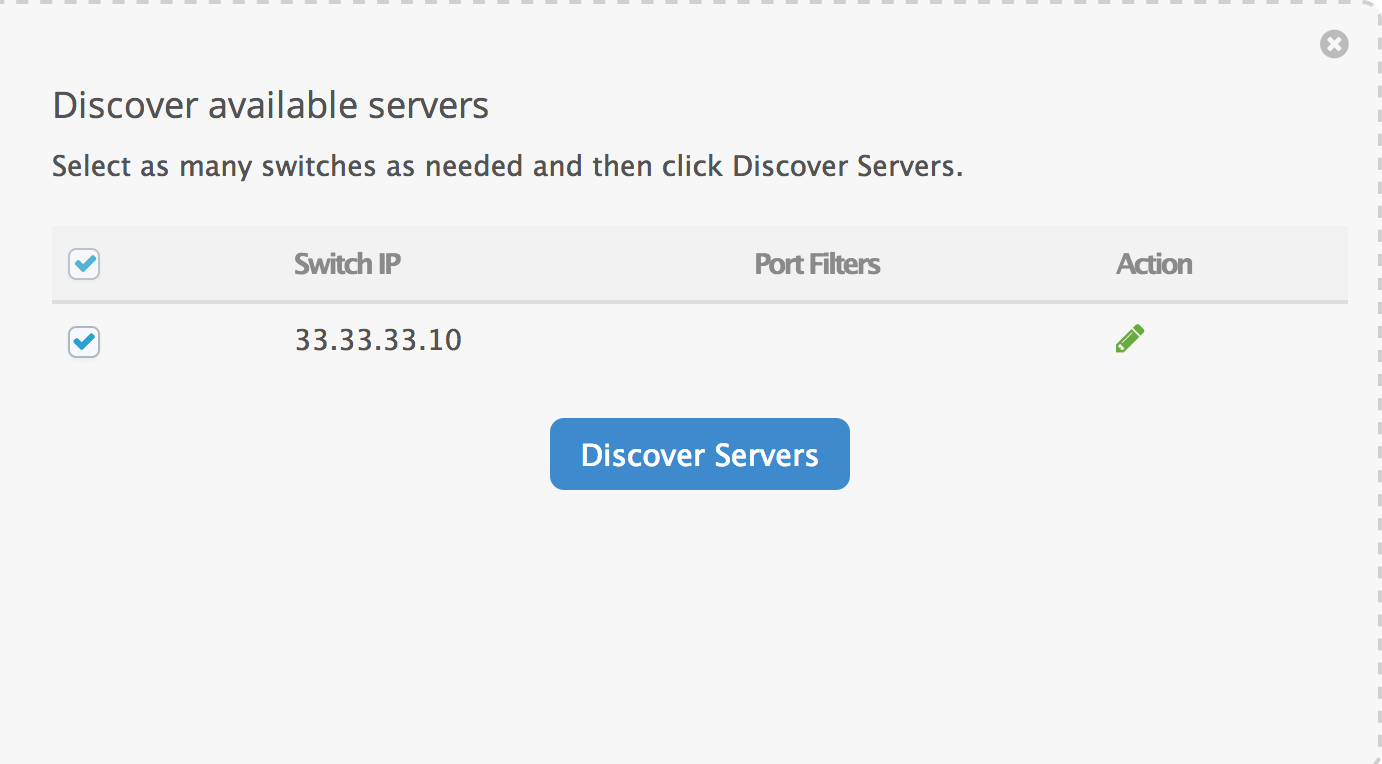 Discover available servers
Select as many switches as needed and then click Discover Servers.
Switch IP Port Filters Action
33.33.33.10
Discover Servers